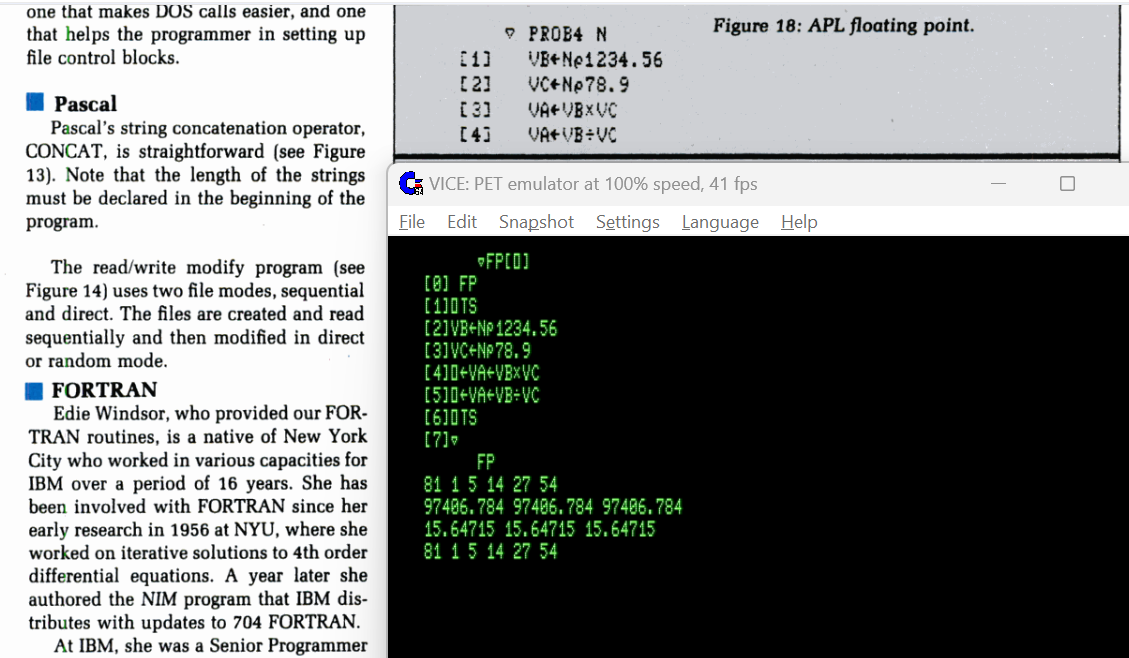 one that makes DOS calls easier, and one
that helps the programmer in setting up
file control blocks.
Pascal
Pascal's string concatenation operator,
CONCAT, is straightforward (see Figure
13). Note that the length of the strings
must be declared in the beginning of the
program.
The read/write modify program (see
Figure 14) uses two file modes, sequential
and direct. The files are created and read
sequentially and then modified in direct
or random mode.
FORTRAN
Edie Windsor, who provided our FOR-
TRAN routines, is a native of New York
City who worked in various capacities for
IBM over a period of 16 years. She has
been involved with FORTRAN since her
early research in 1956 at NYU, where she
worked on iterative solutions to 4th order
differential equations. A year later she
authored the NIM program that IBM dis-
tributes with updates to 704 FORTRAN.
At IBM, she was a Senior Programmer
Figure 18: APL floating point.
∇ PROB4 N
[1] VB←N⍴1234.56
[2] VC←N⍴78.9
[3] VA←VB×VC
[4] VA←VB÷VC
VICE: PET emulator at 100% speed, 41 fps
File Edit Snapshot Settings Language Help
∇FP[⎕]
[0] FP
[1]⎕TS
[2]VB←N⍴1234.56
[3]VC←N⍴78.9
[4]⎕←VA←VB×VC
[5]⎕←VA←VB÷VC
[6]⎕TS
[7]∇
FP
81 1 5 14 27 54
97406.784 97406.784 97406.784
15.64715 15.64715 15.64715
81 1 5 14 27 54